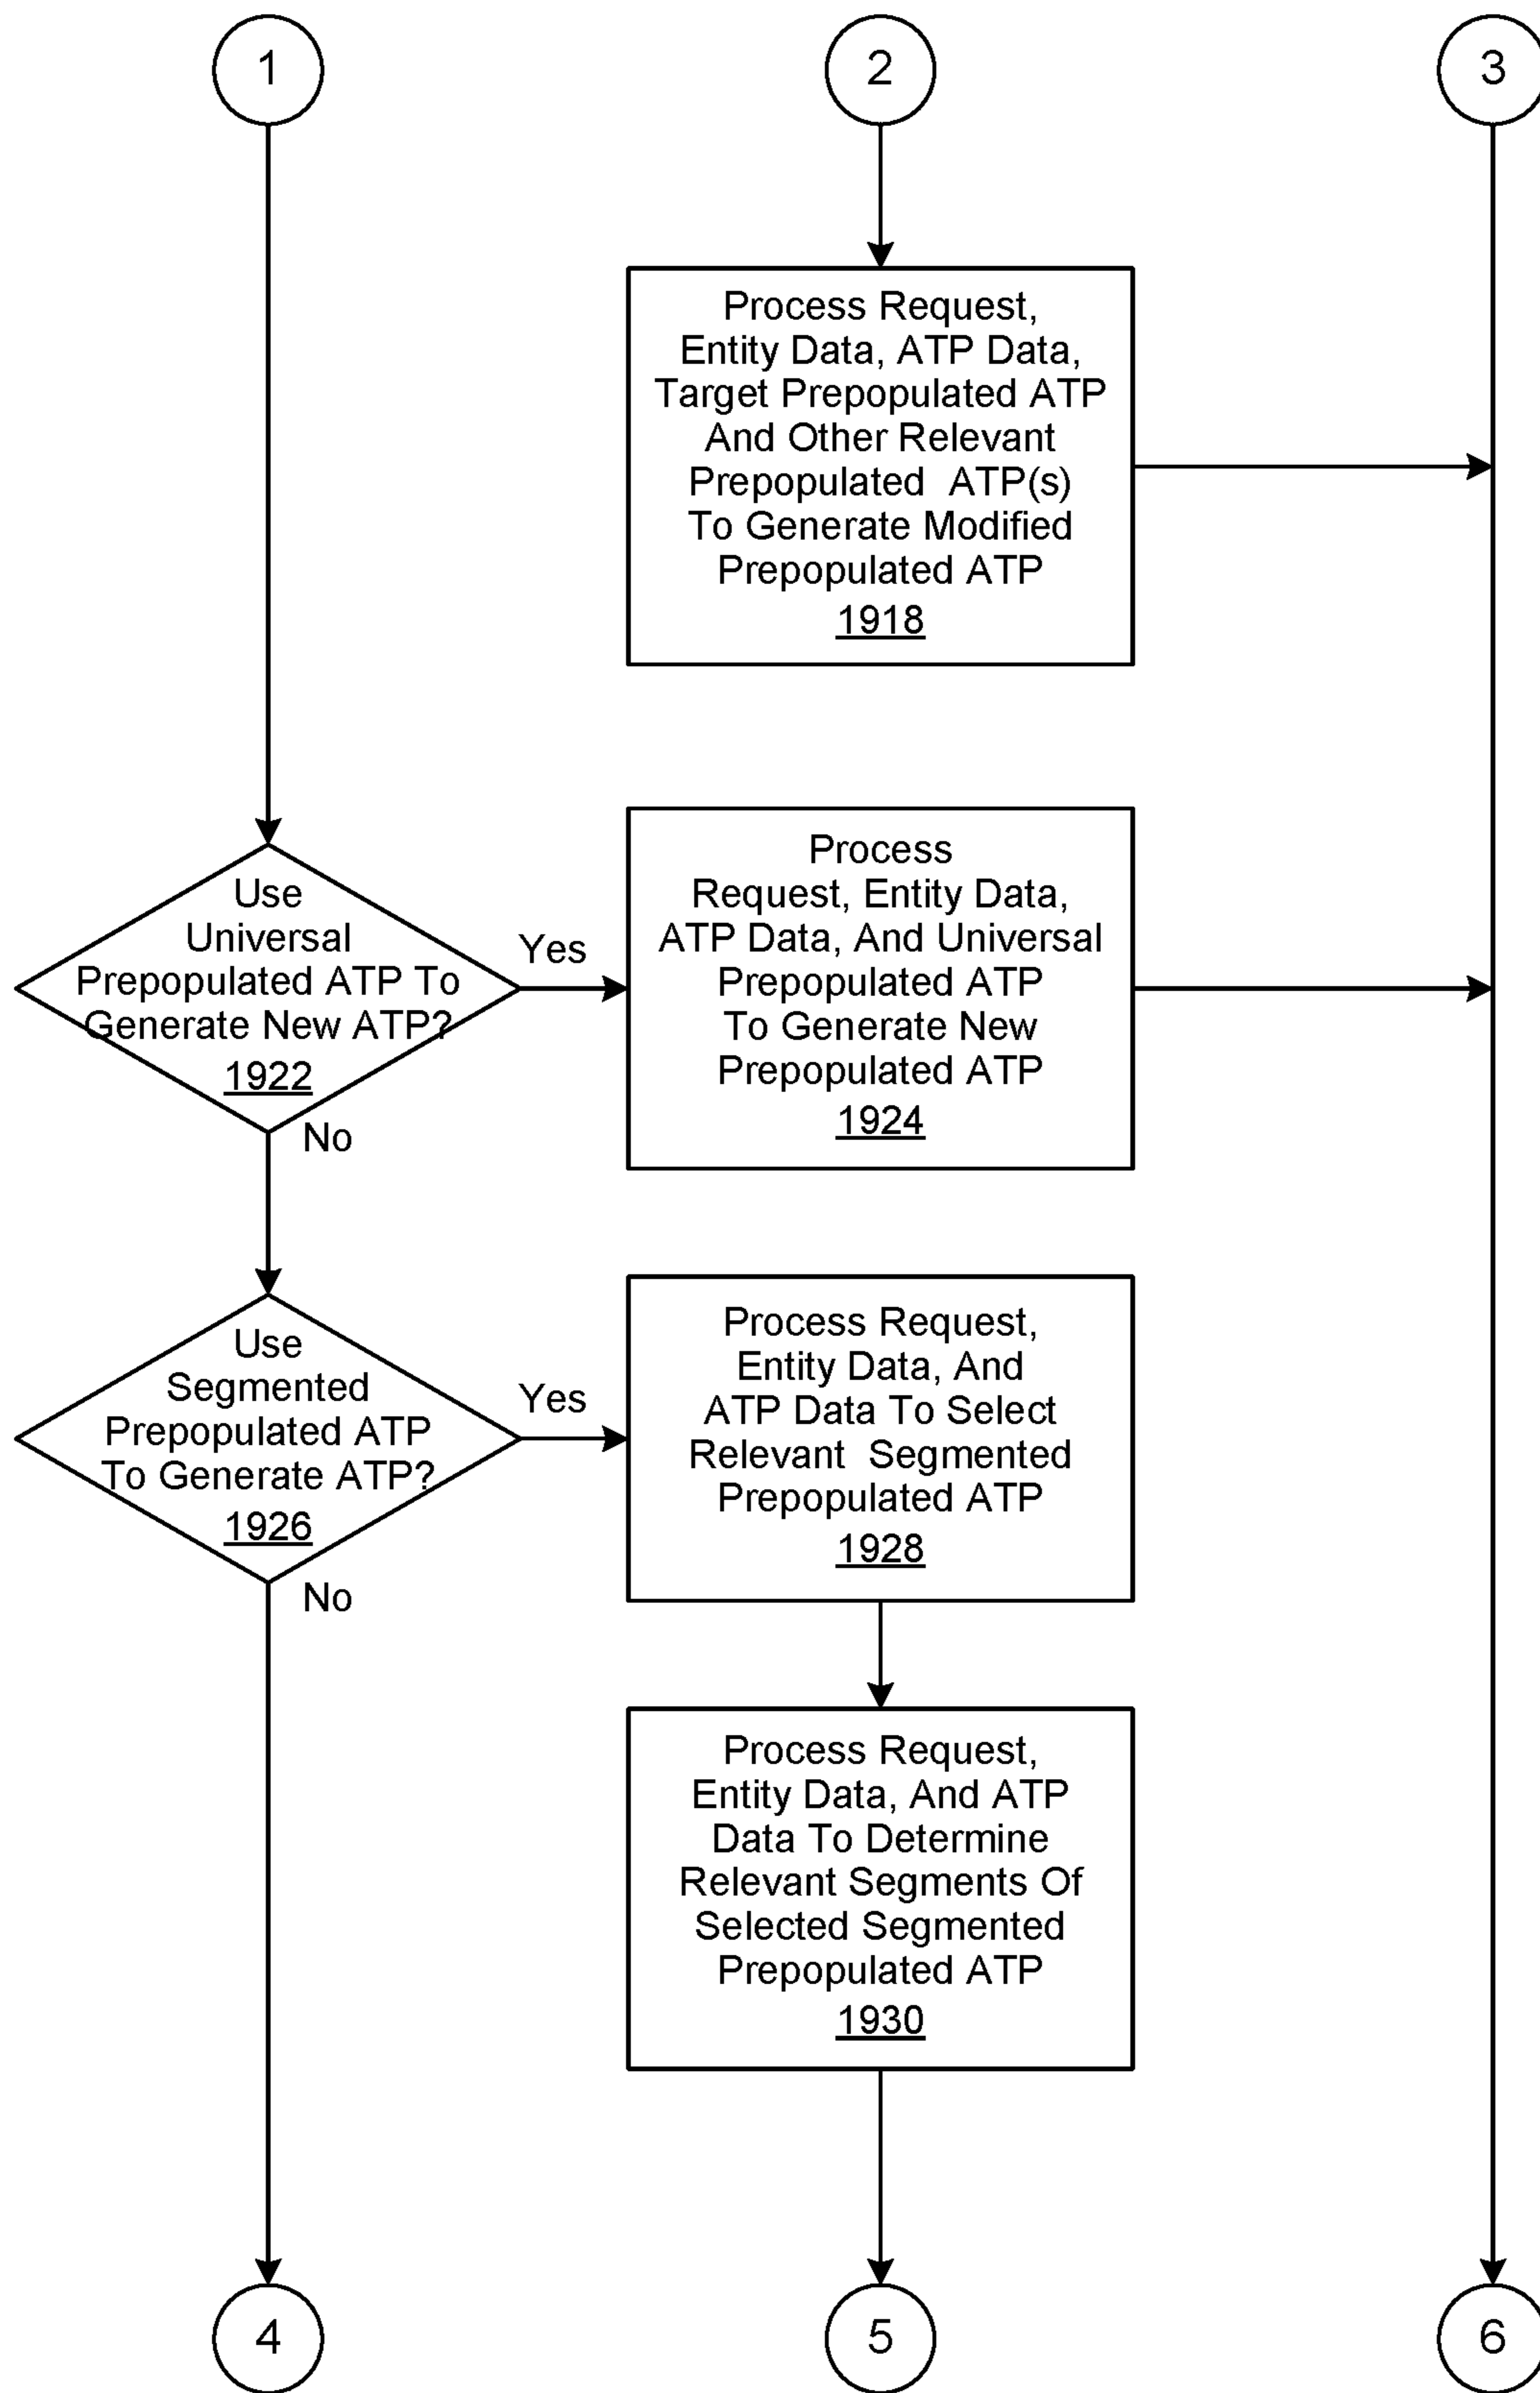 1
2
3
Process Request,
Entity Data, ATP Data,
Target Prepopulated ATP
And Other Relevant
Prepopulated ATP(s)
To Generate Modified
Prepopulated ATP
1918
Use
Universal
Prepopulated ATP To
Generate New ATP?
1922
Yes
No
Process
Request, Entity Data,
ATP Data, And Universal
Prepopulated ATP
To Generate New
Prepopulated ATP
1924
Use
Segmented
Prepopulated ATP
To Generate ATP?
1926
Yes
No
Process Request,
Entity Data, And
ATP Data To Select
Relevant Segmented
Prepopulated ATP
1928
Process Request,
Entity Data, And ATP
Data To Determine
Relevant Segments Of
Selected Segmented
Prepopulated ATP
1930
4
5
6